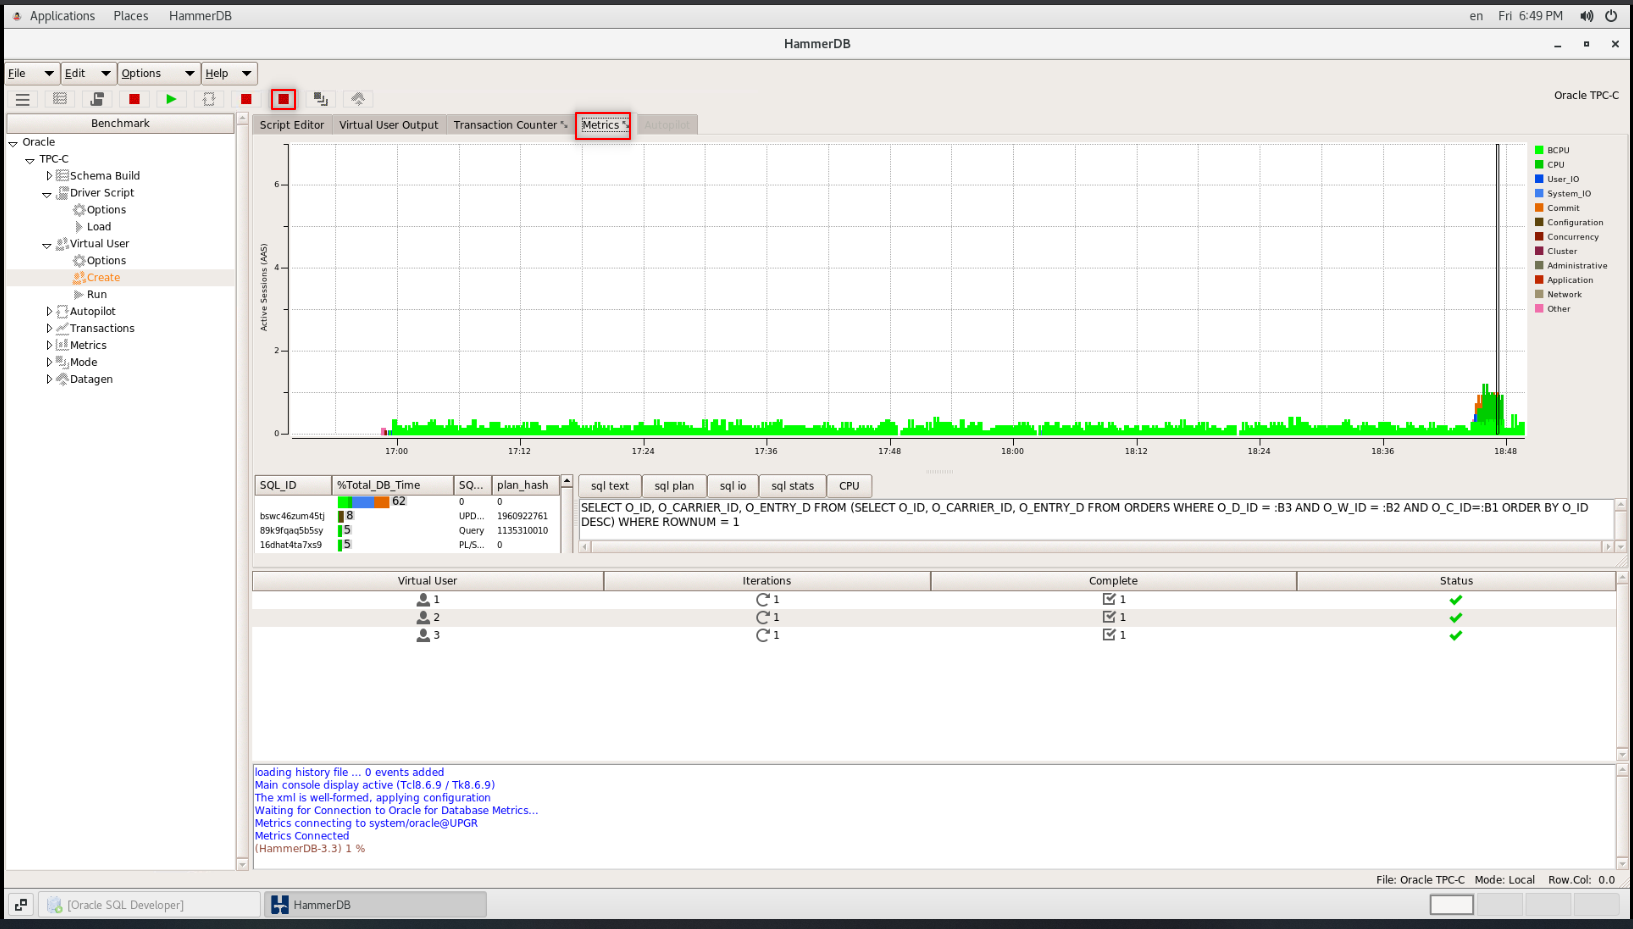 Applications Places HammerDB en Fri 6:49 PM
HammerDB
File Edit Options Help
Oracle TPC-C
Benchmark
Oracle
TPC-C
Schema Build
Driver Script
Options
Load
Virtual User
Options
Create
Run
Autopilot
Transactions
Metrics
Mode
Datagen
Script Editor Virtual User Output Transaction Counter Metrics Autopilot
Active Sessions (AAS)
6
4
2
0
17:00 17:12 17:24 17:36 17:48 18:00 18:12 18:24 18:36 18:48
BCPU
CPU
User_IO
System_IO
Commit
Configuration
Concurrency
Cluster
Administrative
Application
Network
Other
SQL_ID %Total_DB_Time SQ... plan_hash
62 0 0
bswc46zum45tj 8 UPD... 1960922761
89k9fqaq5b5sy 5 Query 1135310010
16dhat4ta7xs9 5 PL/S... 0
sql text sql plan sql io sql stats CPU
SELECT O_ID, O_CARRIER_ID, O_ENTRY_D FROM (SELECT O_ID, O_CARRIER_ID, O_ENTRY_D FROM ORDERS WHERE O_D_ID = :B3 AND O_W_ID = :B2 AND O_C_ID=:B1 ORDER BY O_ID
DESC) WHERE ROWNUM = 1
Virtual User Iterations Complete Status
1 1 1
2 1 1
3 1 1
loading history file ... 0 events added
Main console display active (Tcl8.6.9 / Tk8.6.9)
The xml is well-formed, applying configuration
Waiting for Connection to Oracle for Database Metrics...
Metrics connecting to system/oracle@UPGR
Metrics Connected
(HammerDB-3.3) 1 %
File: Oracle TPC-C Mode: Local Row.Col: 0.0
[Oracle SQL Developer] HammerDB